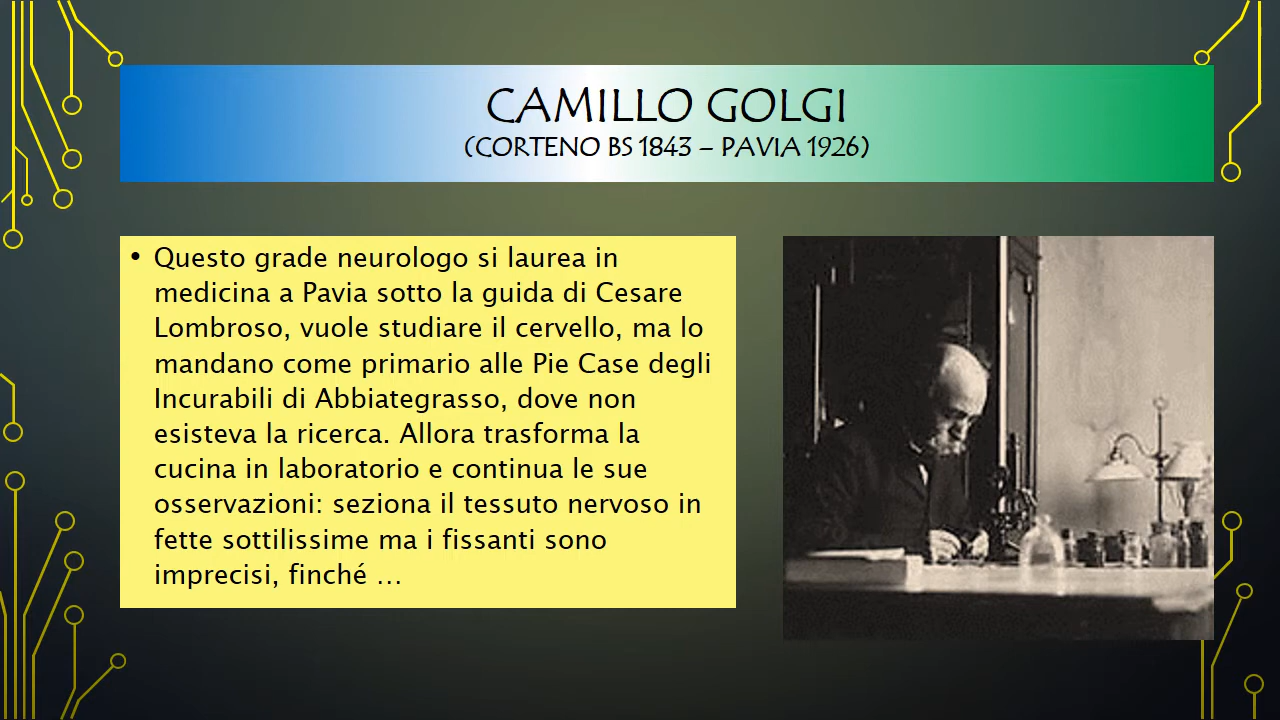 CAMILLO GOLGI
(CORTENO BS 1843 – PAVIA 1926)
• Questo grade neurologo si laurea in
medicina a Pavia sotto la guida di Cesare
Lombroso, vuole studiare il cervello, ma lo
mandano come primario alle Pie Case degli
Incurabili di Abbiategrasso, dove non
esisteva la ricerca. Allora trasforma la
cucina in laboratorio e continua le sue
osservazioni: seziona il tessuto nervoso in
fette sottilissime ma i fissanti sono
imprecisi, finché …